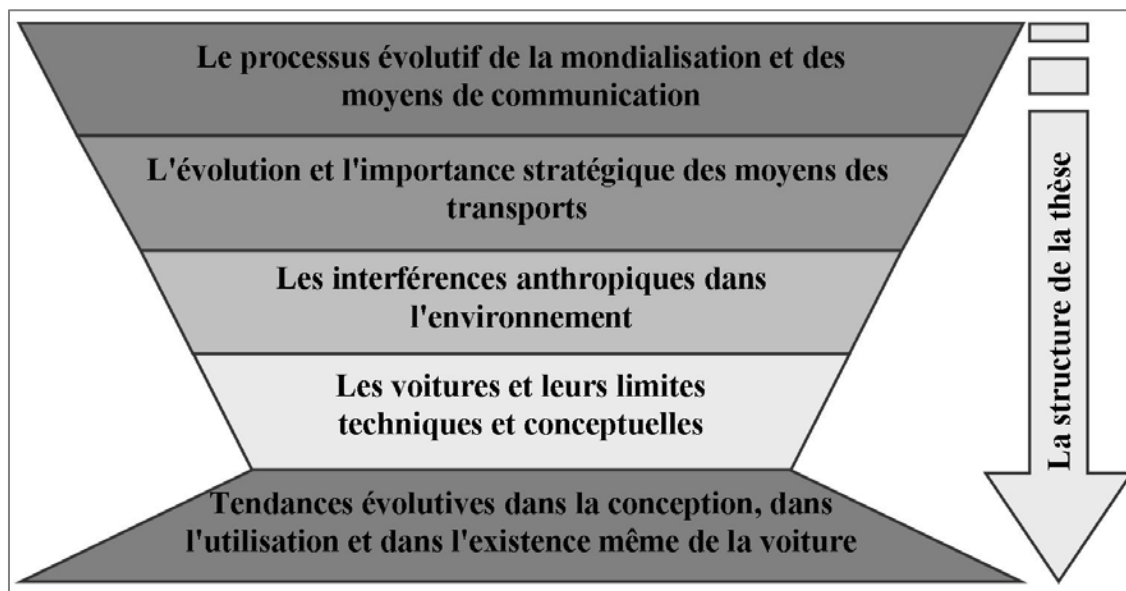 Le processus évolutif de la mondialisation et des
moyens de communication
L'évolution et l'importance stratégique des moyens des
transports
Les interférences anthropiques dans
l'environnement
Les voitures et leurs limites
techniques et conceptuelles
Tendances évolutives dans la conception, dans
l'utilisation et dans l'existence même de la voiture
La structure de la thèse